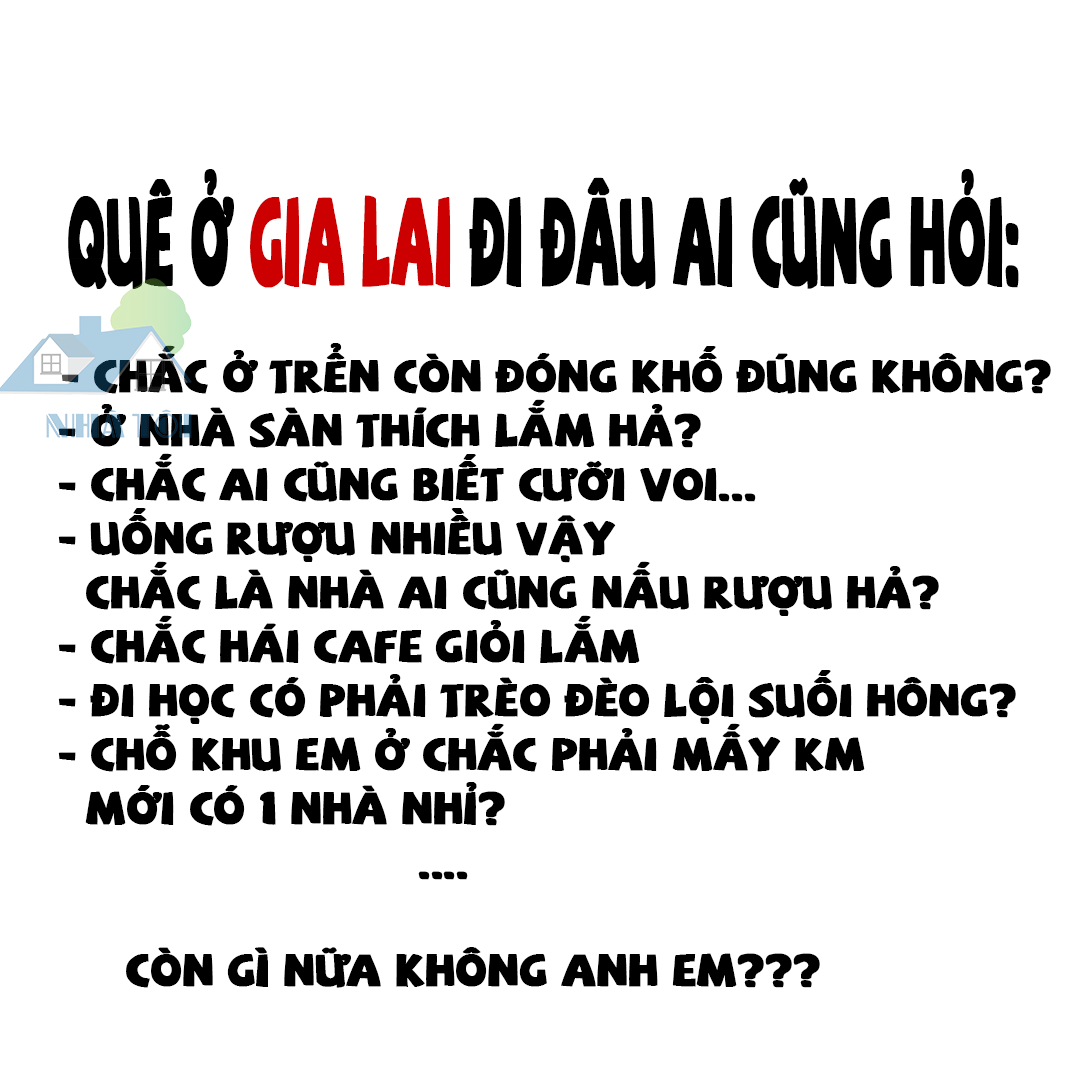 QUÊ Ở GIA LAI ĐI ĐÂU AI CŨNG HỎI:
- CHẮC Ở TRỂN CÒN ĐÓNG KHỐ ĐÚNG KHÔNG?
NHÀ TÔI
- Ở NHÀ SÀN THÍCH LẮM HẢ?
- CHẮC AI CŨNG BIẾT CƯỠI VOI...
- UỐNG RƯỢU NHIỀU VẬY
CHẮC LÀ NHÀ AI CŨNG NẤU RƯỢU HẢ?
- CHẮC HÁI CAFE GIỎI LẮM
- ĐI HỌC CÓ PHẢI TRÈO ĐÈO LỘI SUỐI HÔNG?
- CHỖ KHU EM Ở CHẮC PHẢI MẤY KM
MỚI CÓ 1 NHÀ NHỈ?
....
CÒN GÌ NỮA KHÔNG ANH EM???